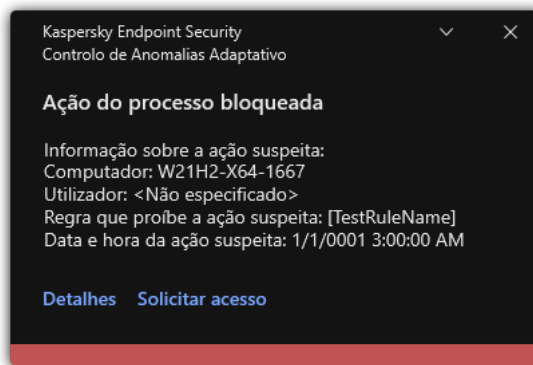 Kaspersky Endpoint Security
Controlo de Anomalias Adaptativo
Ação do processo bloqueada
Informação sobre a ação suspeita:
Computador: W21H2-X64-1667
Utilizador: <Não especificado>
Regra que proíbe a ação suspeita: [TestRuleName]
Data e hora da ação suspeita: 1/1/0001 3:00:00 AM
Detalhes Solicitar acesso